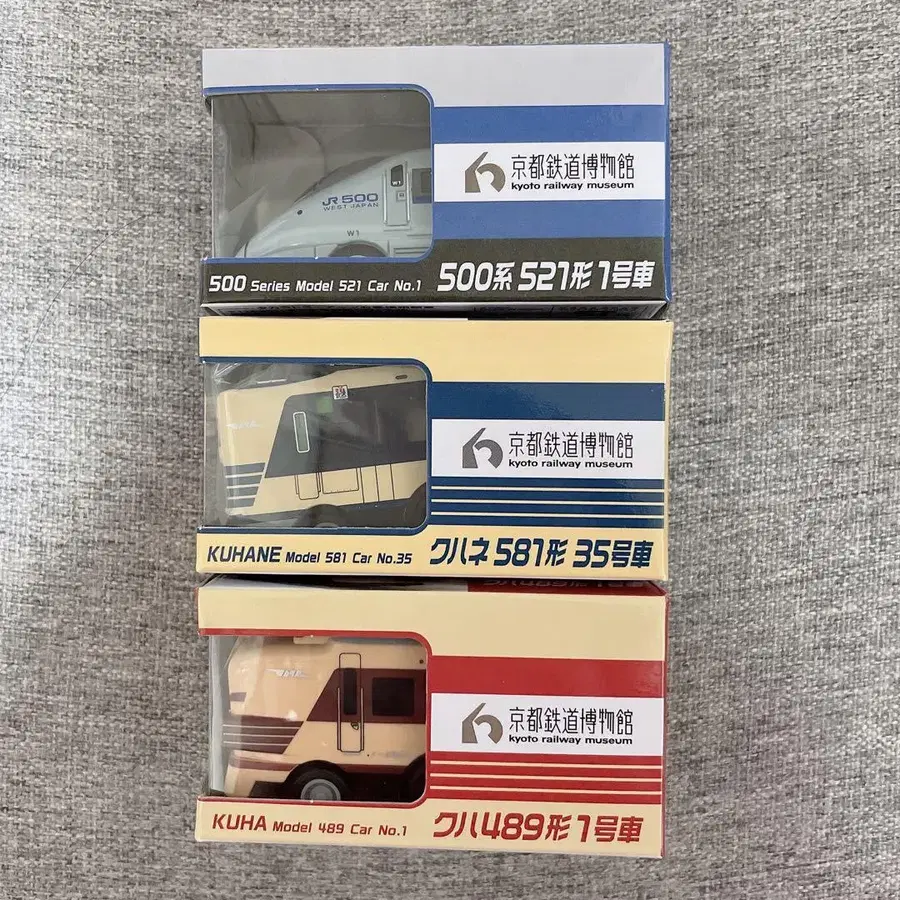 京都鉄道博物館
kyoto railway museum
W1
JR500
WEST JAPAN
W1
500 Series Model 521 Car No.1
500系 521形 1号車
京都鉄道博物館
kyoto railway museum
KUHANE Model 581 Car No.35
クハネ 581形 35号車
京都鉄道博物館
kyoto railway museum
KUHA Model 489 Car No.1
クハ489形 1号車